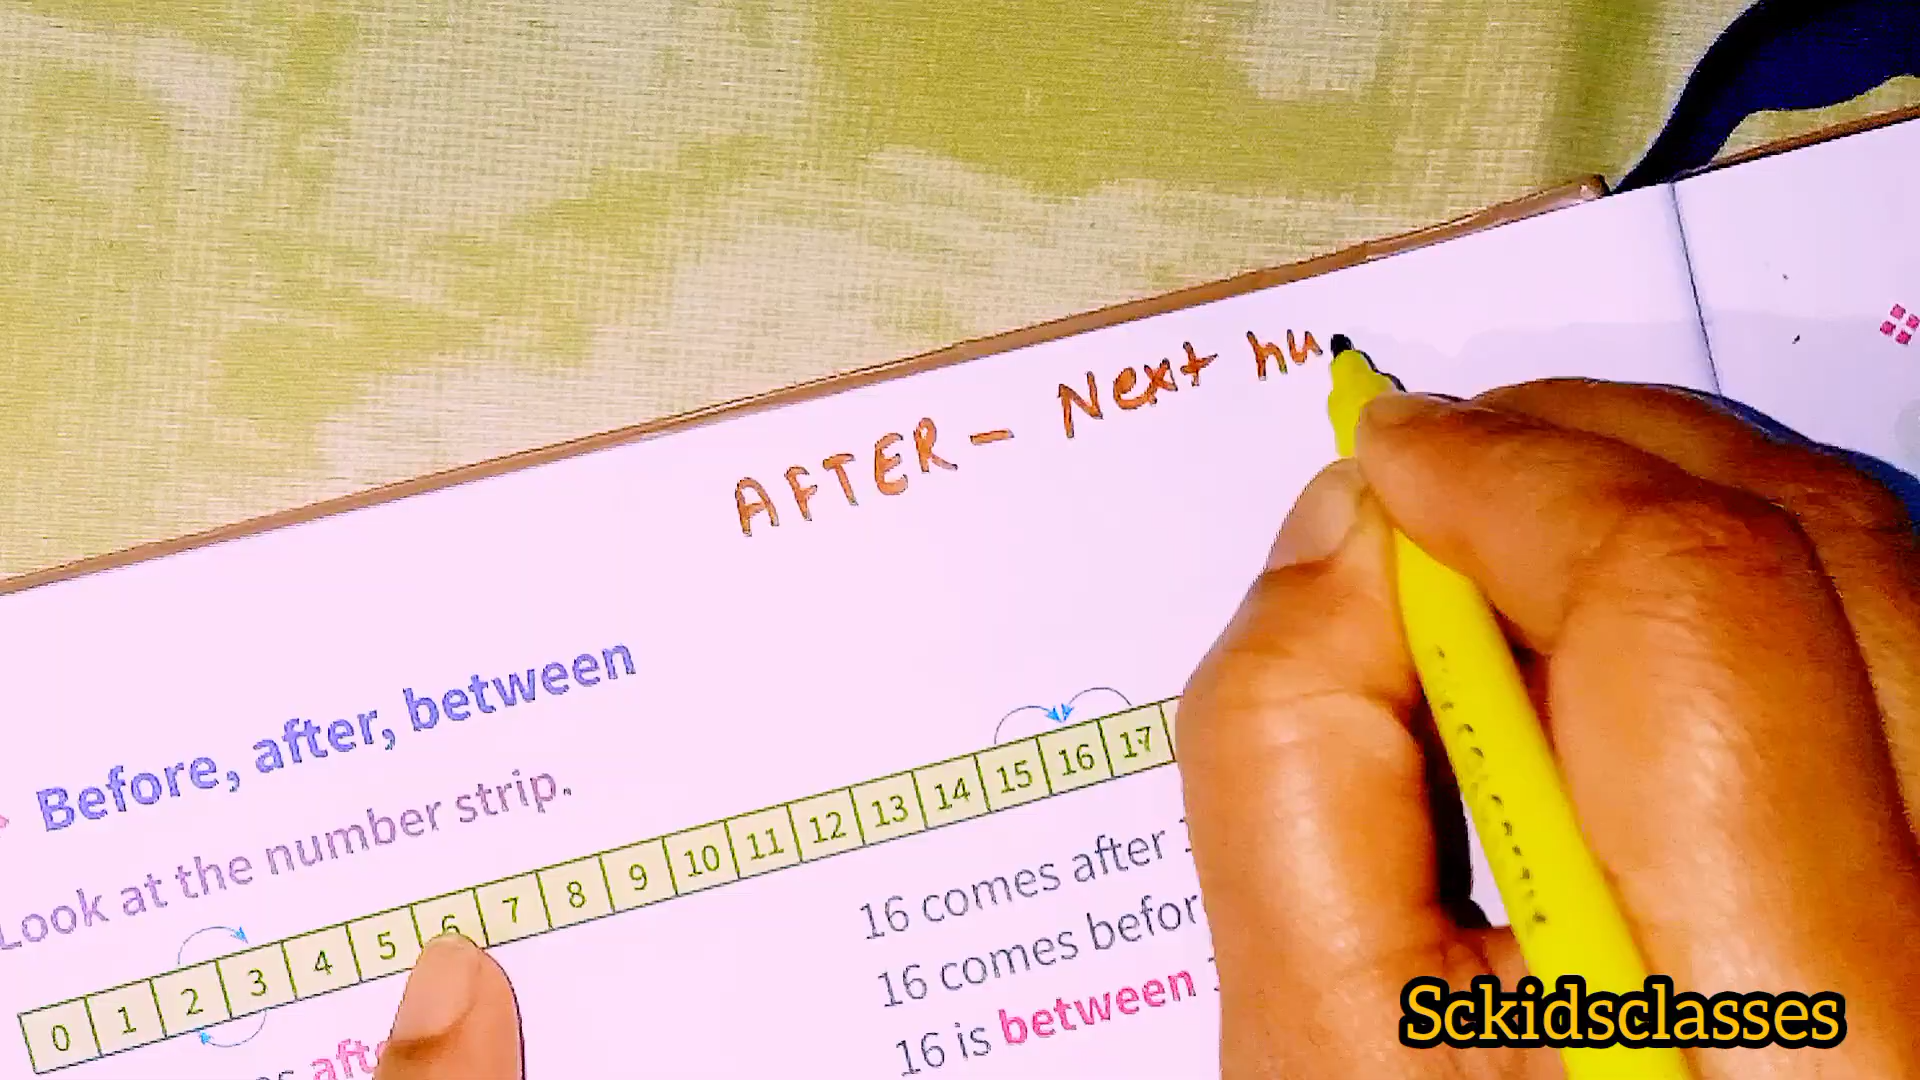 AFTER - Next nu
Before, after, between
Look at the number strip.
0 1 2 3 4 5 6 7 8 9 10 11 12 13 14 15 16 17
16 comes after
16 comes befor
16 is between
afte
Sckidsclasses